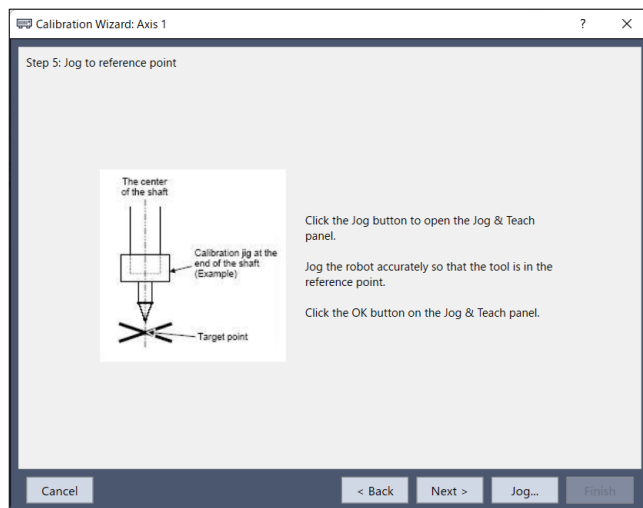 Calibration Wizard: Axis 1
?
Step 5: Jog to reference point
The center
of the shaft
Calibration jig at the
end of the shaft
(Example)
Target point
Click the Jog button to open the Jog & Teach
panel.
Jog the robot accurately so that the tool is in the
reference point.
Click the OK button on the Jog & Teach panel.
Cancel
< Back
Next >
Jog...
Finish